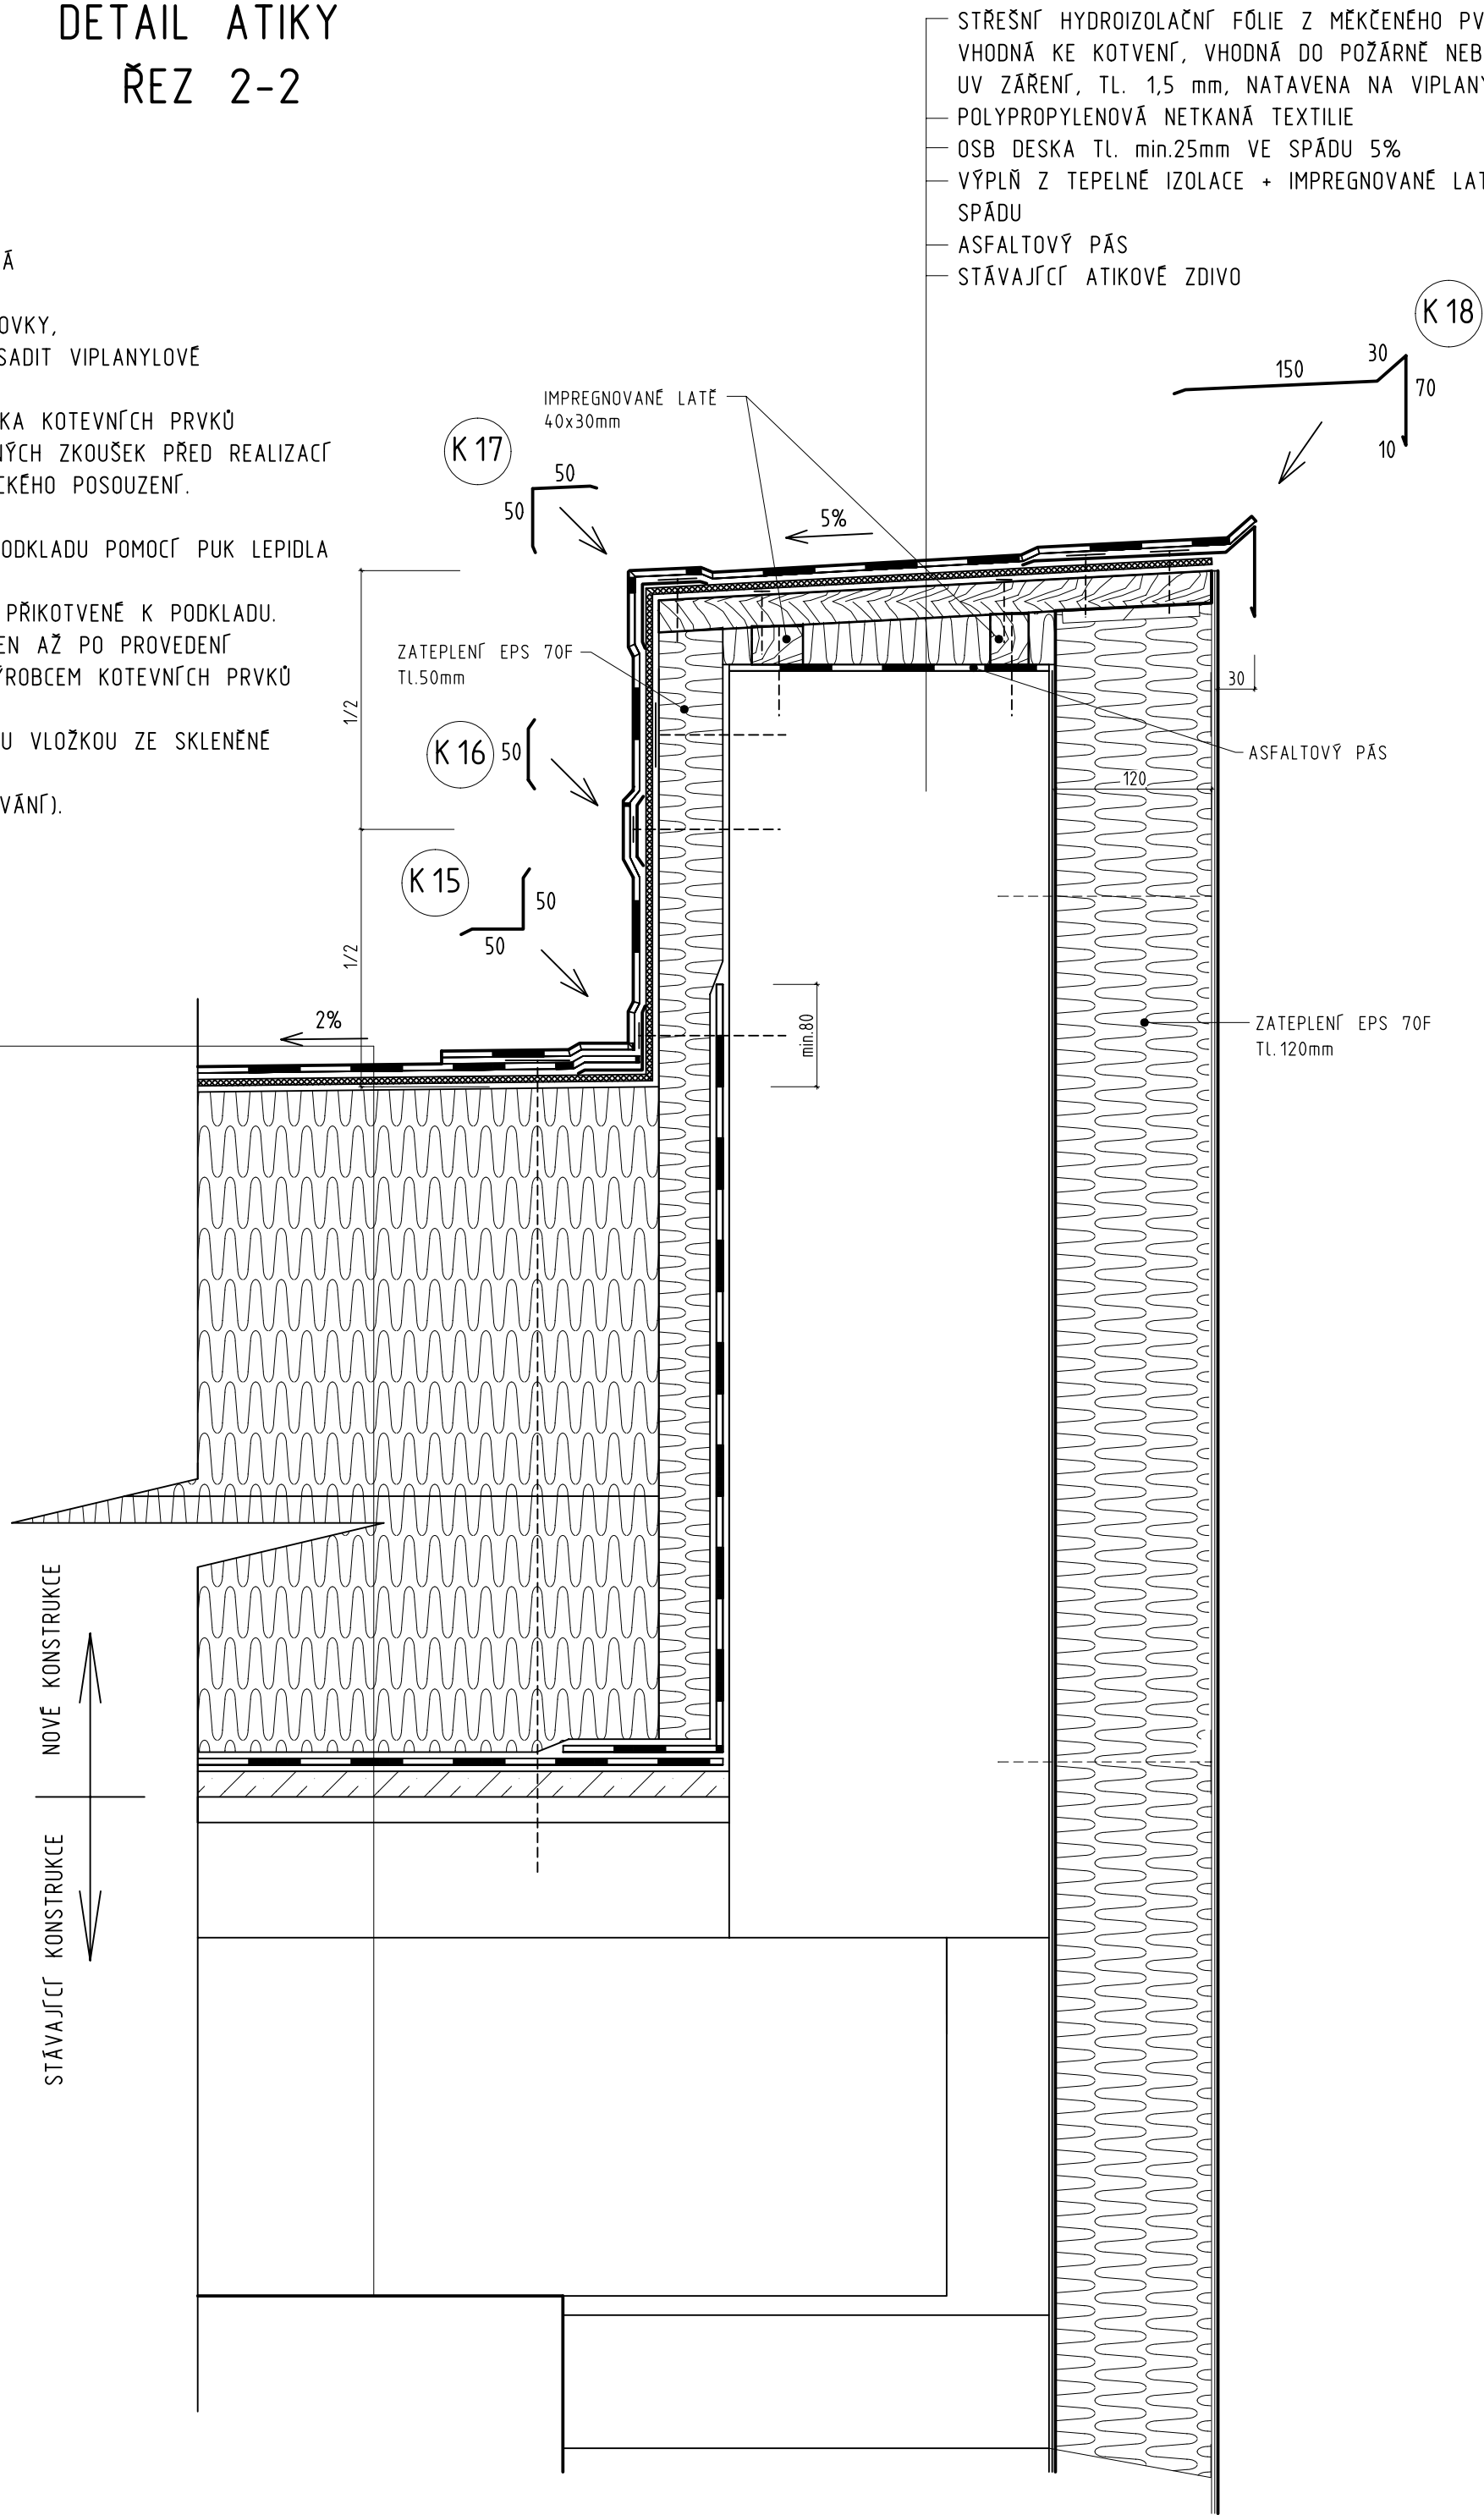 DETAIL ATIKY
ŘEZ 2-2
STŘEŠNÍ HYDROIZOLAČNÍ FÓLIE Z MĚKČENÉHO PV
VHODNÁ KE KOTVENÍ, VHODNÁ DO POŽÁRNĚ NEB
UV ZÁŘENÍ, TL. 1,5 mm, NATAVENA NA VIPLANY
POLYPROPYLENOVÁ NETKANÁ TEXTILIE
OSB DESKA TL. min.25mm VE SPÁDU 5%
VÝPLŇ Z TEPELNÉ IZOLACE + IMPREGNOVANÉ LAT
SPÁDU
ASFALTOVÝ PÁS
STÁVAJÍCÍ ATIKOVÉ ZDIVO
Á
OVKY,
SADIT VIPLANYLOVÉ
KA KOTEVNÍCH PRVKŮ
NÝCH ZKOUŠEK PŘED REALIZACÍ
CKÉHO POSOUZENÍ.
ODKLADU POMOCÍ PUK LEPIDLA
PŘIKOTVENÉ K PODKLADU.
EN AŽ PO PROVEDENÍ
ÝROBCEM KOTEVNÍCH PRVKŮ
U VLOŽKOU ZE SKLENĚNÉ
VÁNÍ).
K 18
150
30
70
10
IMPREGNOVANÉ LATĚ
40x30mm
K 17
50
50
5%
ZATEPLENÍ EPS 70F
TL.50mm
30
1/2
K 16
50
ASFALTOVÝ PÁS
120
K 15
50
50
1/2
2%
min.80
ZATEPLENÍ EPS 70F
TL.120mm
NOVÉ KONSTRUKCE
STÁVAJÍCÍ KONSTRUKCE